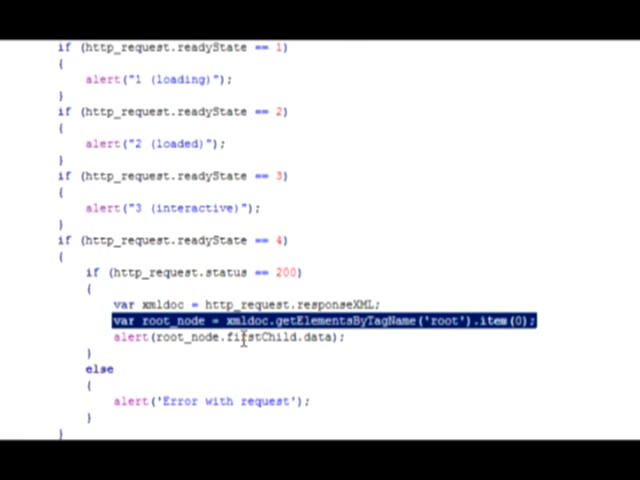 if (http_request.readyState == 1)
{
alert("1 (loading)");
}
if (http_request.readyState == 2)
{
alert("2 (loaded)");
}
if (http_request.readyState == 3)
{
alert("3 (interactive)");
}
if (http_request.readyState == 4)
{
if (http_request.status == 200)
{
var xmldoc = http_request.responseXML;
var root_node = xmldoc.getElementsByTagName('root').item(0);
alert(root_node.firstChild.data);
}
else
{
alert('Error with request');
}
}